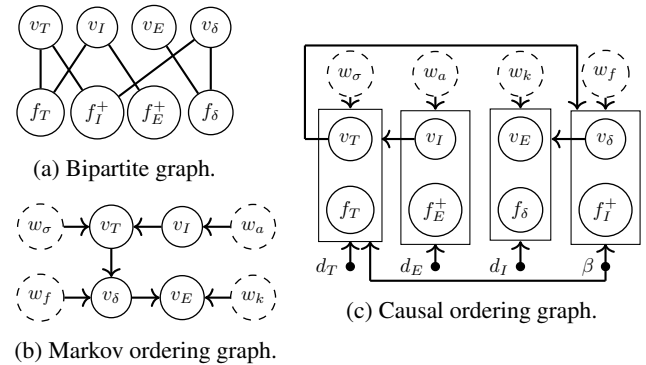 v_T v_I v_E v_δ
f_T f_I^+ f_E^+ f_δ
(a) Bipartite graph.
w_σ v_T v_I w_a
w_f v_δ v_E w_k
(b) Markov ordering graph.
w_σ w_a w_k w_f
v_T v_I v_E v_δ
f_T f_E^+ f_δ f_I^+
d_T d_E d_I β
(c) Causal ordering graph.